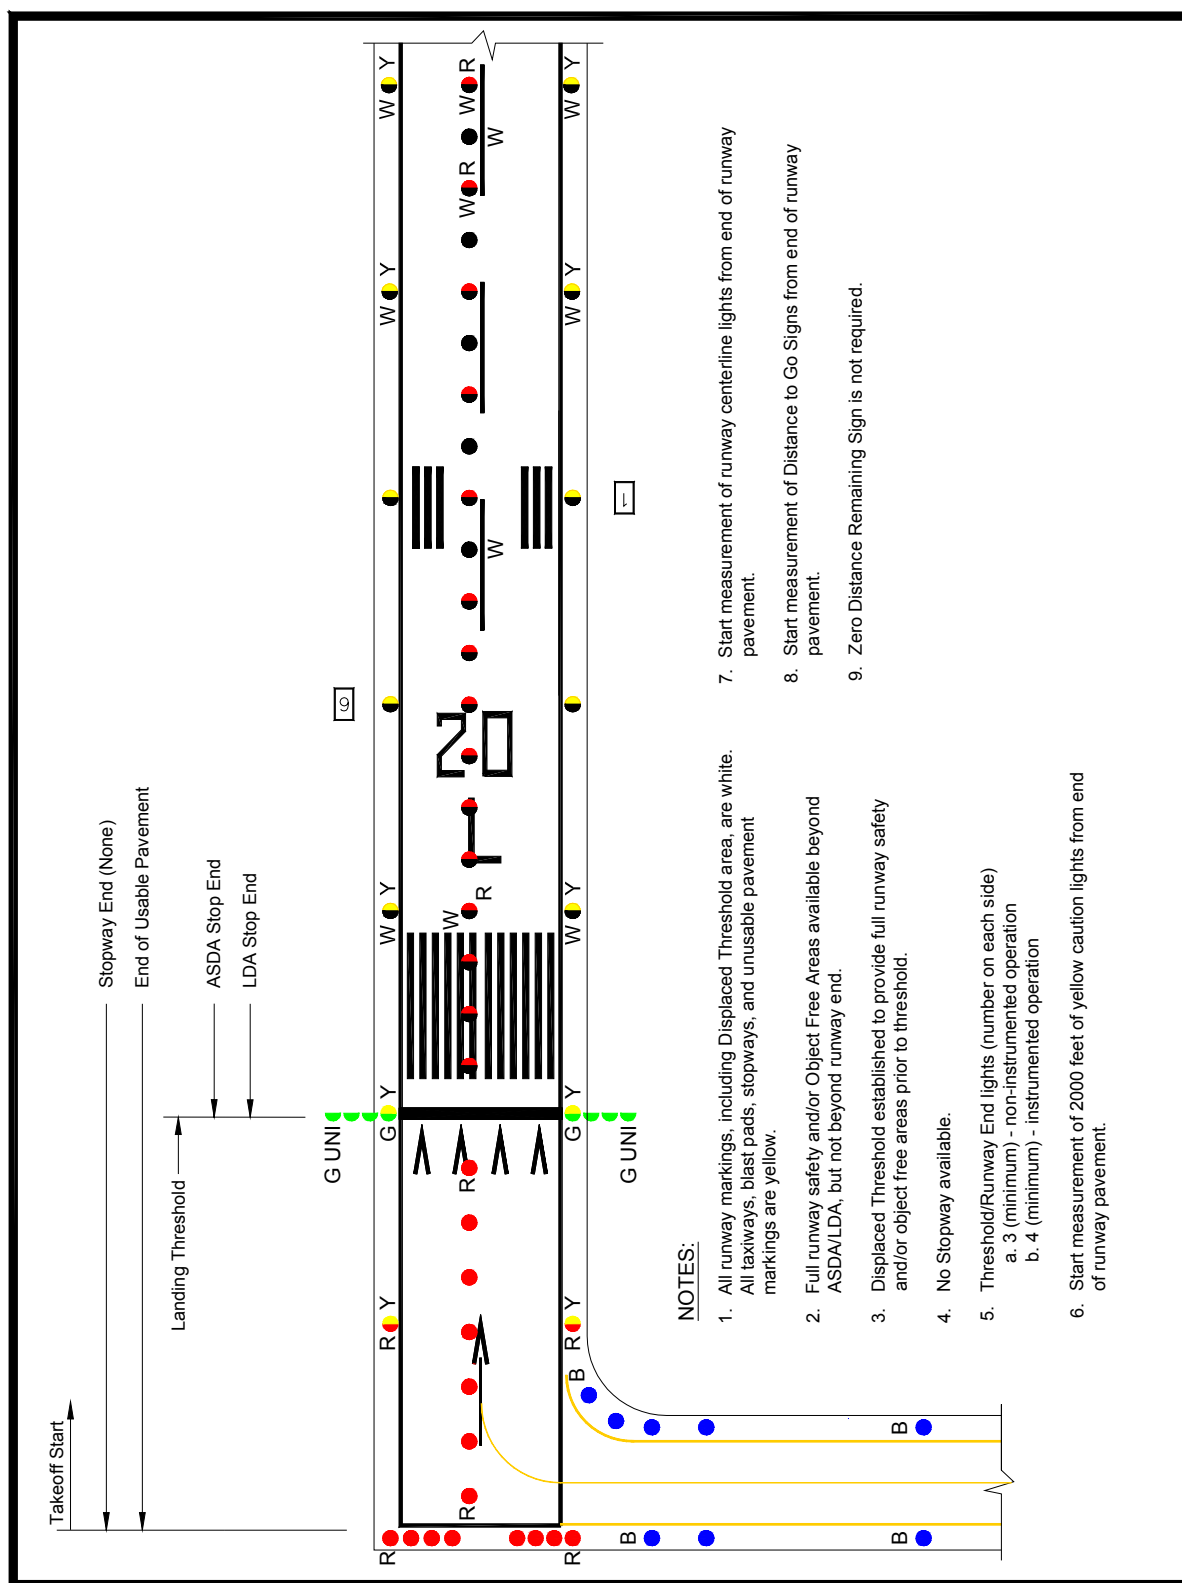 Takeoff Start
Stopway End (None)
End of Usable Pavement
Landing Threshold
ASDA Stop End
LDA Stop End
G UNI
G UNI
R
R Y
G Y
W Y
W Y
W Y
R
R
W
R
W
W R
W R
W
R
R Y
G Y
W Y
W Y
W Y
B
B
B
B
20
L
9
1
NOTES:
1. All runway markings, including Displaced Threshold area, are white.
All taxiways, blast pads, stopways, and unusable pavement
markings are yellow.
2. Full runway safety and/or Object Free Areas available beyond
ASDA/LDA, but not beyond runway end.
3. Displaced Threshold established to provide full runway safety
and/or object free areas prior to threshold.
4. No Stopway available.
5. Threshold/Runway End lights (number on each side)
a. 3 (minimum) - non-instrumented operation
b. 4 (minimum) - instrumented operation
6. Start measurement of 2000 feet of yellow caution lights from end
of runway pavement.
7. Start measurement of runway centerline lights from end of runway
pavement.
8. Start measurement of Distance to Go Signs from end of runway
pavement.
9. Zero Distance Remaining Sign is not required.